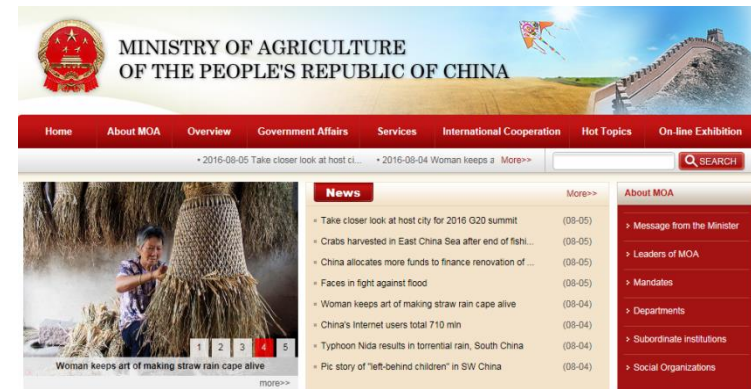 MINISTRY OF AGRICULTURE
OF THE PEOPLE'S REPUBLIC OF CHINA
Home About MOA Overview Government Affairs Services International Cooperation Hot Topics On-line Exhibition
• 2016-08-05 Take closer look at host ci... • 2016-08-04 Woman keeps a More>> SEARCH
News More>>
Take closer look at host city for 2016 G20 summit (08-05)
Crabs harvested in East China Sea after end of fishi... (08-05)
China allocates more funds to finance renovation of ... (08-05)
Faces in fight against flood (08-05)
Woman keeps art of making straw rain cape alive (08-04)
China's Internet users total 710 mln (08-04)
Typhoon Nida results in torrential rain, South China (08-04)
Pic story of "left-behind children" in SW China (08-04)
1 2 3 4 5
Woman keeps art of making straw rain cape alive
more>>
About MOA
> Message from the Minister
> Leaders of MOA
> Mandates
> Departments
> Subordinate institutions
> Social Organizations